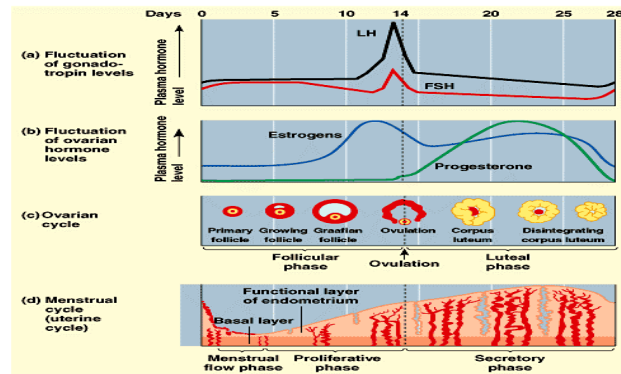 Days 0 5 10 14 20 25 28
(a) Fluctuation
of gonado-
tropin levels
Plasma hormone
level
LH
FSH
(b) Fluctuation
of ovarian
hormone
levels
Plasma hormone
level
Estrogens
Progesterone
(c) Ovarian
cycle
Primary
follicle
Growing
follicle
Graafian
follicle
Ovulation
Corpus
luteum
Disintegrating
corpus luteum
Follicular
phase
Ovulation
Luteal
phase
(d) Menstrual
cycle
(uterine
cycle)
Functional layer
of endometrium
Basal layer
Menstrual
flow phase
Proliferative
phase
Secretory
phase